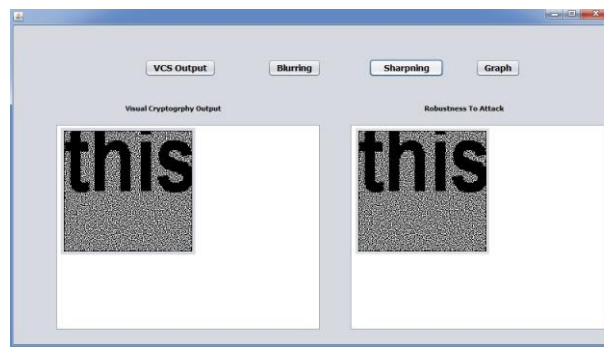 VCS Output Blurring Sharpning Graph
Visual Cryptogrphy Output Robustness To Attack
this this